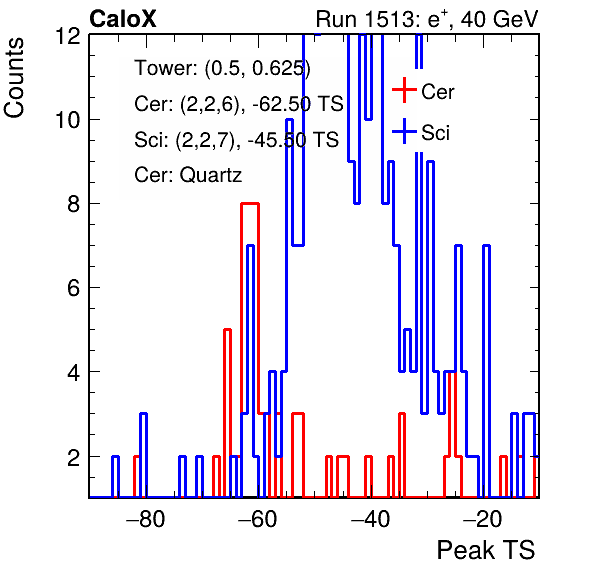 CaloX Run 1513: e⁺, 40 GeV
Counts
12
10
8
6
4
2
Tower: (0.5, 0.625)
Cer: (2,2,6), -62.50 TS
Sci: (2,2,7), -45.50 TS
Cer: Quartz
Cer
Sci
−80 −60 −40 −20
Peak TS